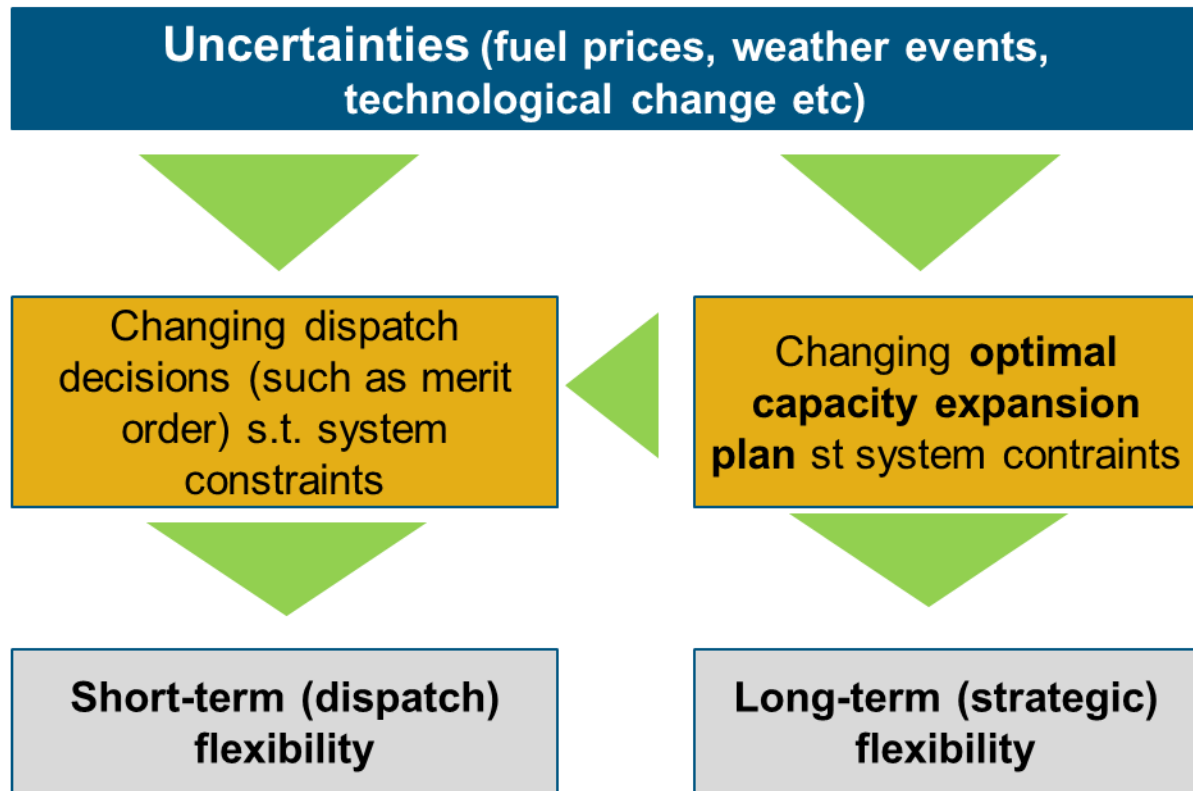 Uncertainties (fuel prices, weather events,
technological change etc)
Changing dispatch
decisions (such as merit
order) s.t. system
constraints
Changing optimal
capacity expansion
plan st system contraints
Short-term (dispatch)
flexibility
Long-term (strategic)
flexibility